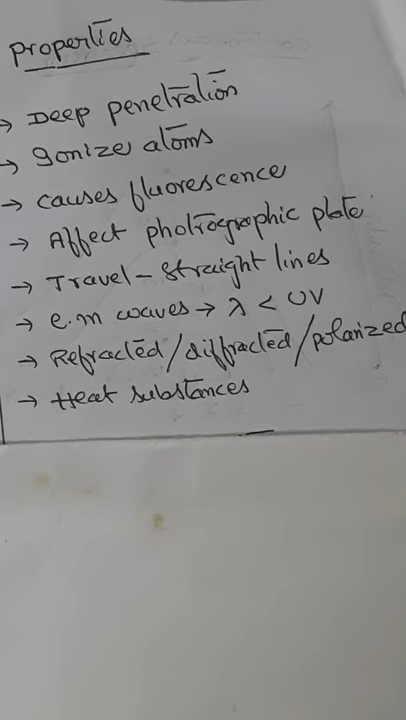 Properties
→ Deep penetration
→ Ionize atoms
→ causes fluorescence
→ Affect photrographic plate
→ Travel - straight lines
→ e.m waves → λ < UV
→ Refracted/diffracted/polarized
→ Heat substances